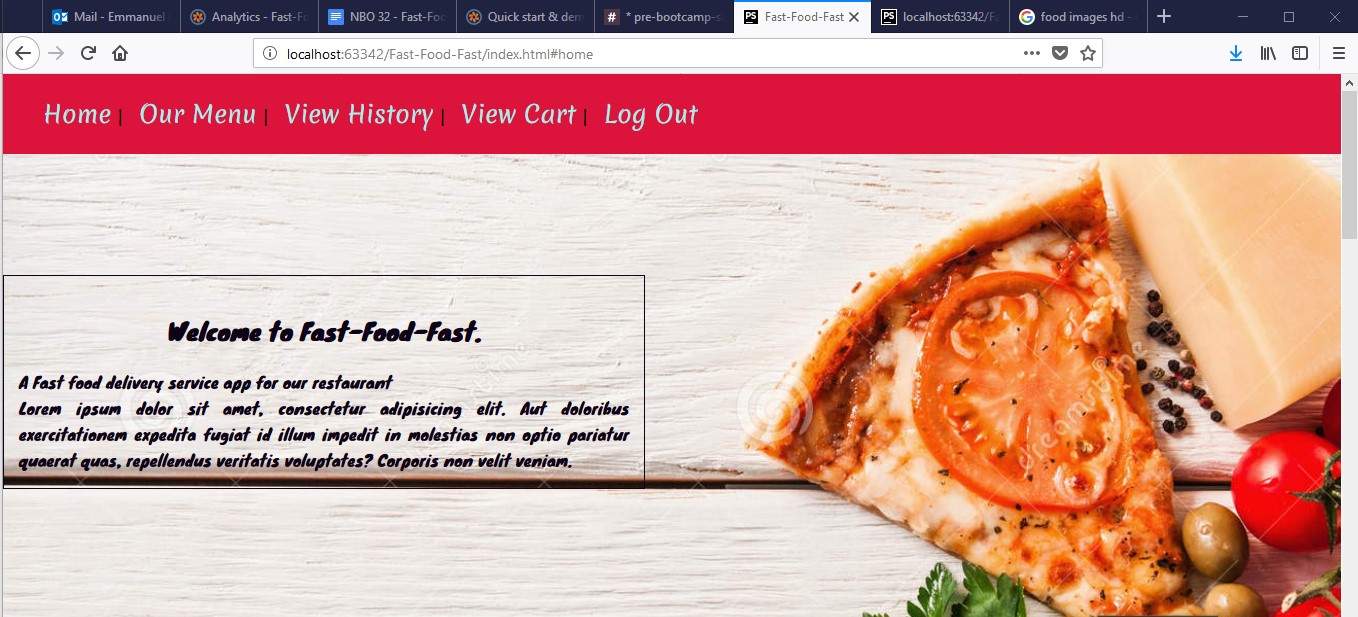 Mail - Emmanuel
Analytics - Fast-Fo
NBO 32 - Fast-Foo
Quick start & dem
* pre-bootcamp-s
Fast-Food-Fast
localhost:63342/Fa
food images hd -
localhost:63342/Fast-Food-Fast/index.html#home
Home | Our Menu | View History | View Cart | Log Out
Welcome to Fast-Food-Fast.
A Fast food delivery service app for our restaurant
Lorem ipsum dolor sit amet, consectetur adipisicing elit. Aut doloribus
exercitationem expedita fugiat id illum impedit in molestias non optio pariatur
quaerat quas, repellendus veritatis voluptates? Corporis non velit veniam.
dreamstime